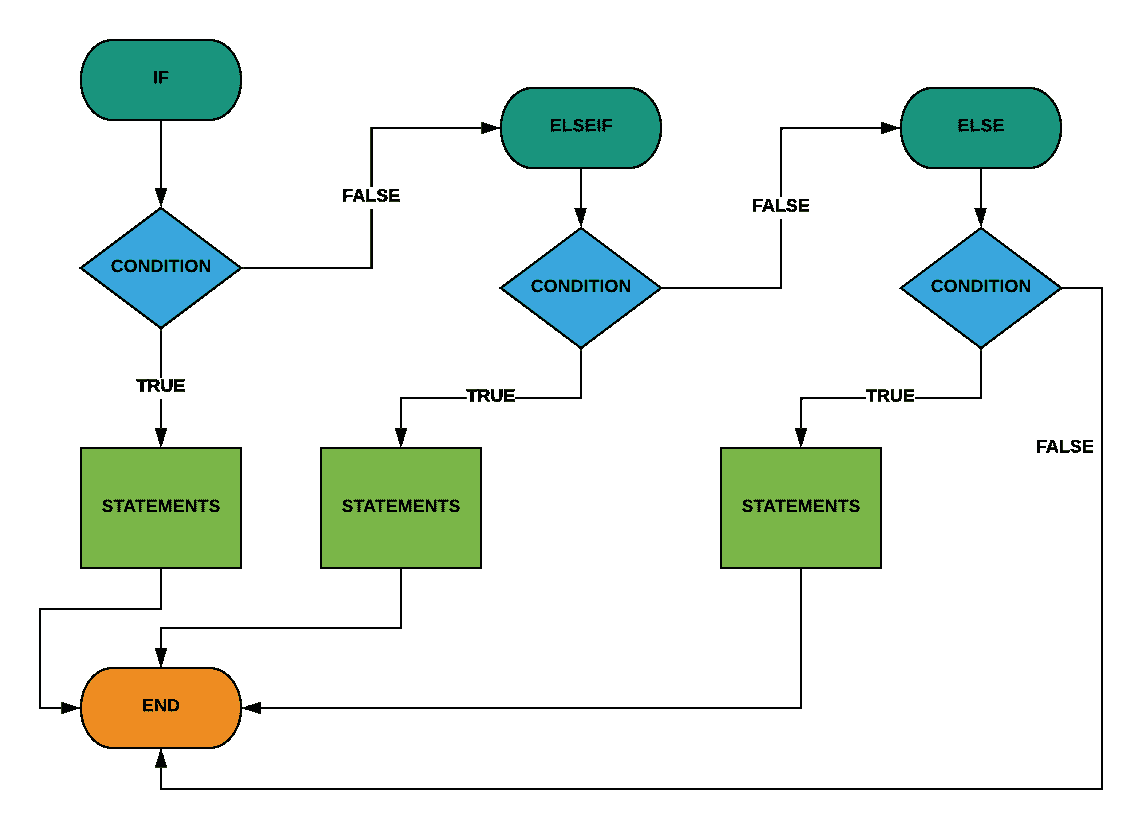 IF
ELSEIF
ELSE
FALSE
FALSE
CONDITION
CONDITION
CONDITION
TRUE
TRUE
TRUE
FALSE
STATEMENTS
STATEMENTS
STATEMENTS
END